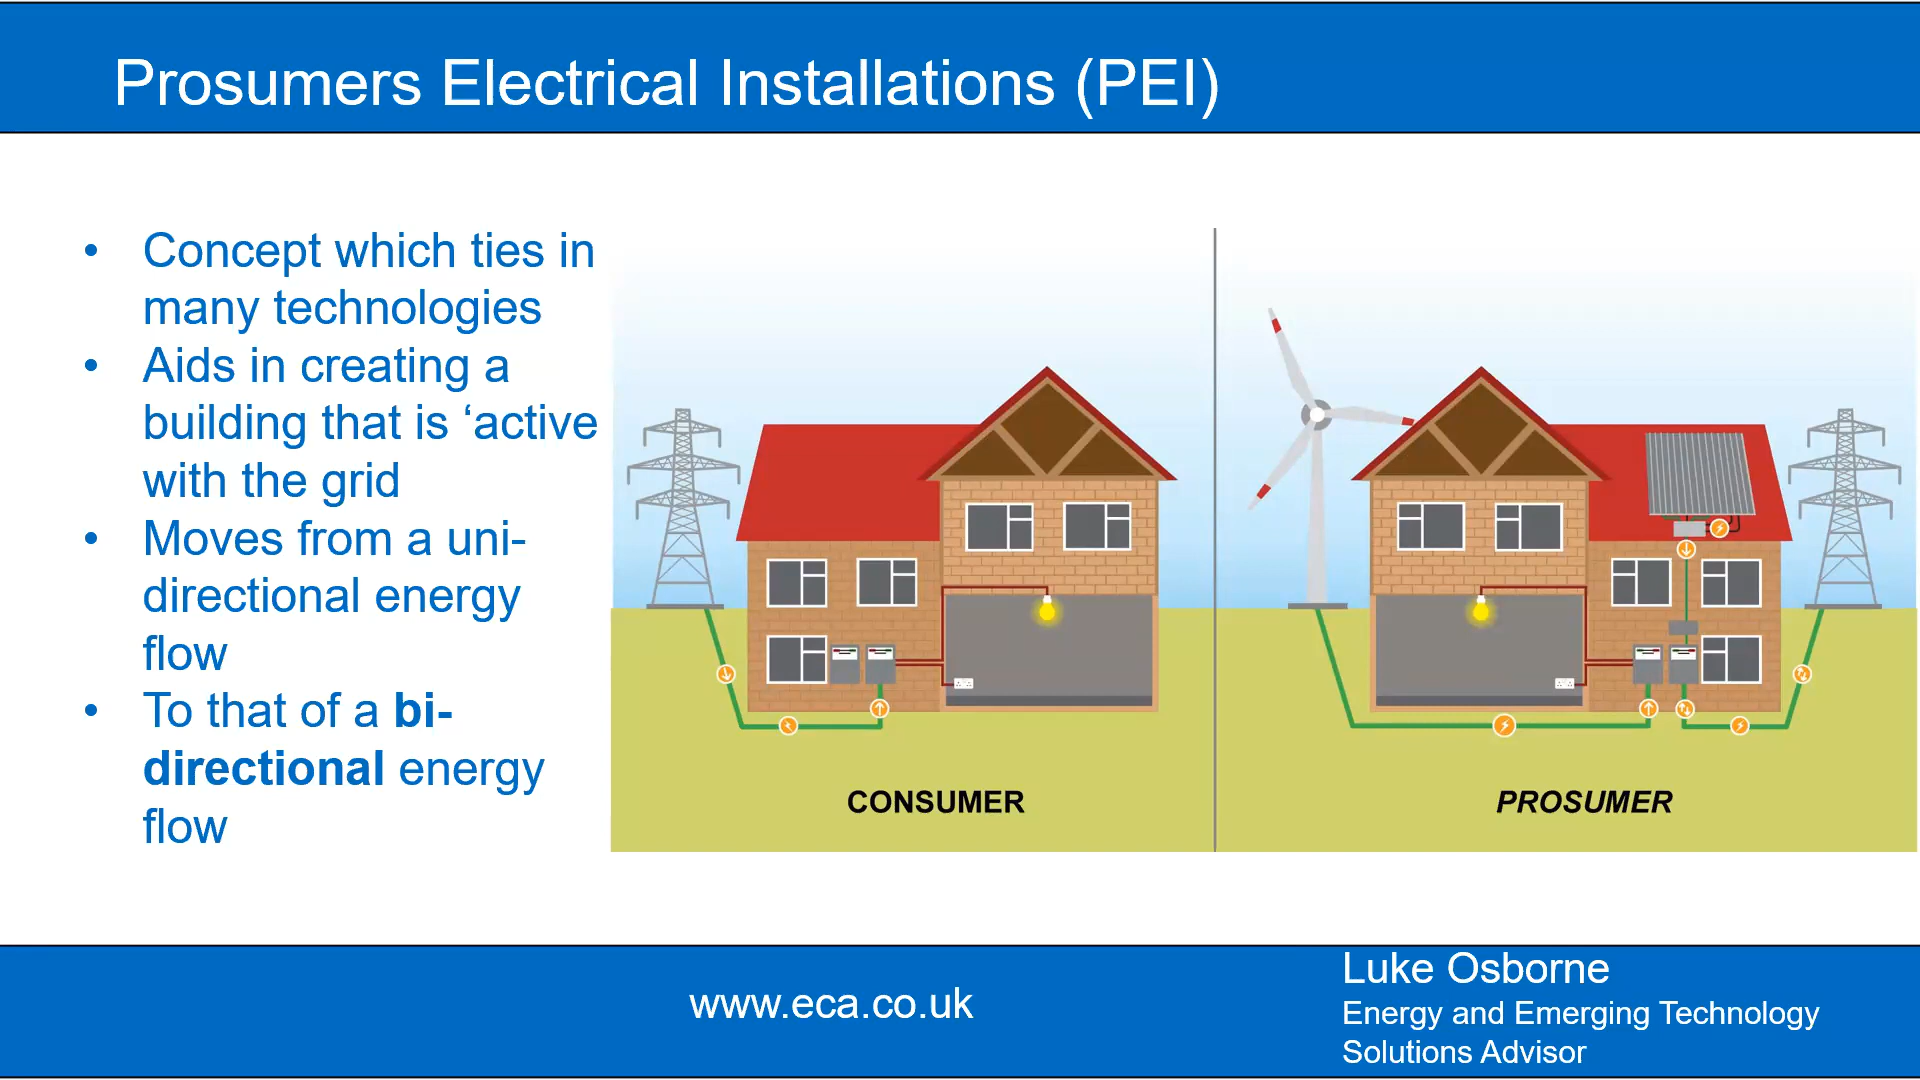 Prosumers Electrical Installations (PEI)
• Concept which ties in
many technologies
• Aids in creating a
building that is ‘active
with the grid
• Moves from a uni-
directional energy
flow
• To that of a bi-
directional energy
flow
CONSUMER
PROSUMER
www.eca.co.uk
Luke Osborne
Energy and Emerging Technology
Solutions Advisor